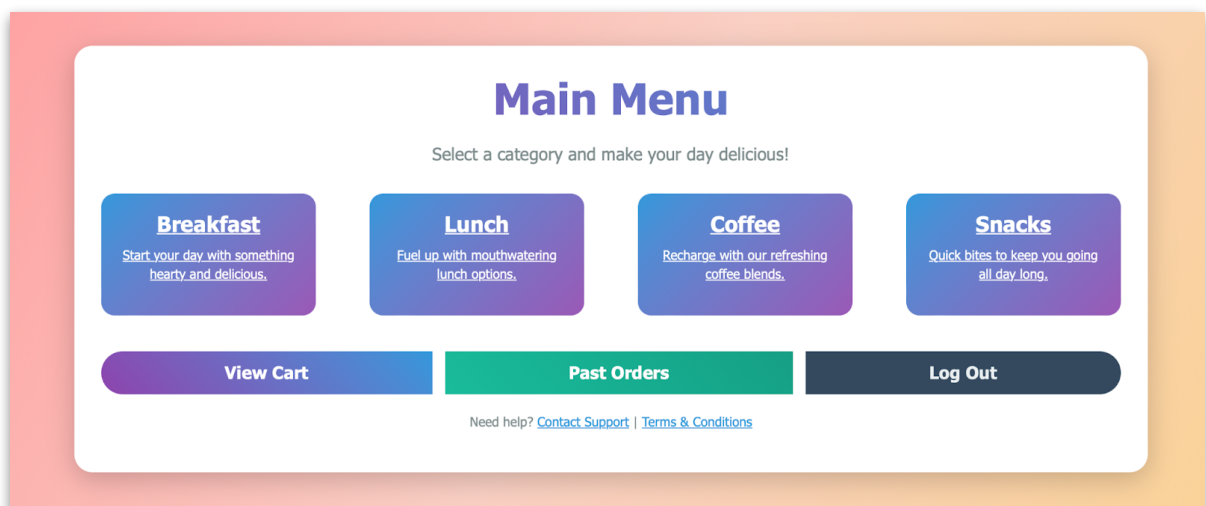 Main Menu
Select a category and make your day delicious!
Breakfast
Start your day with something
hearty and delicious.
Lunch
Fuel up with mouthwatering
lunch options.
Coffee
Recharge with our refreshing
coffee blends.
Snacks
Quick bites to keep you going
all day long.
View Cart
Past Orders
Log Out
Need help? Contact Support | Terms & Conditions